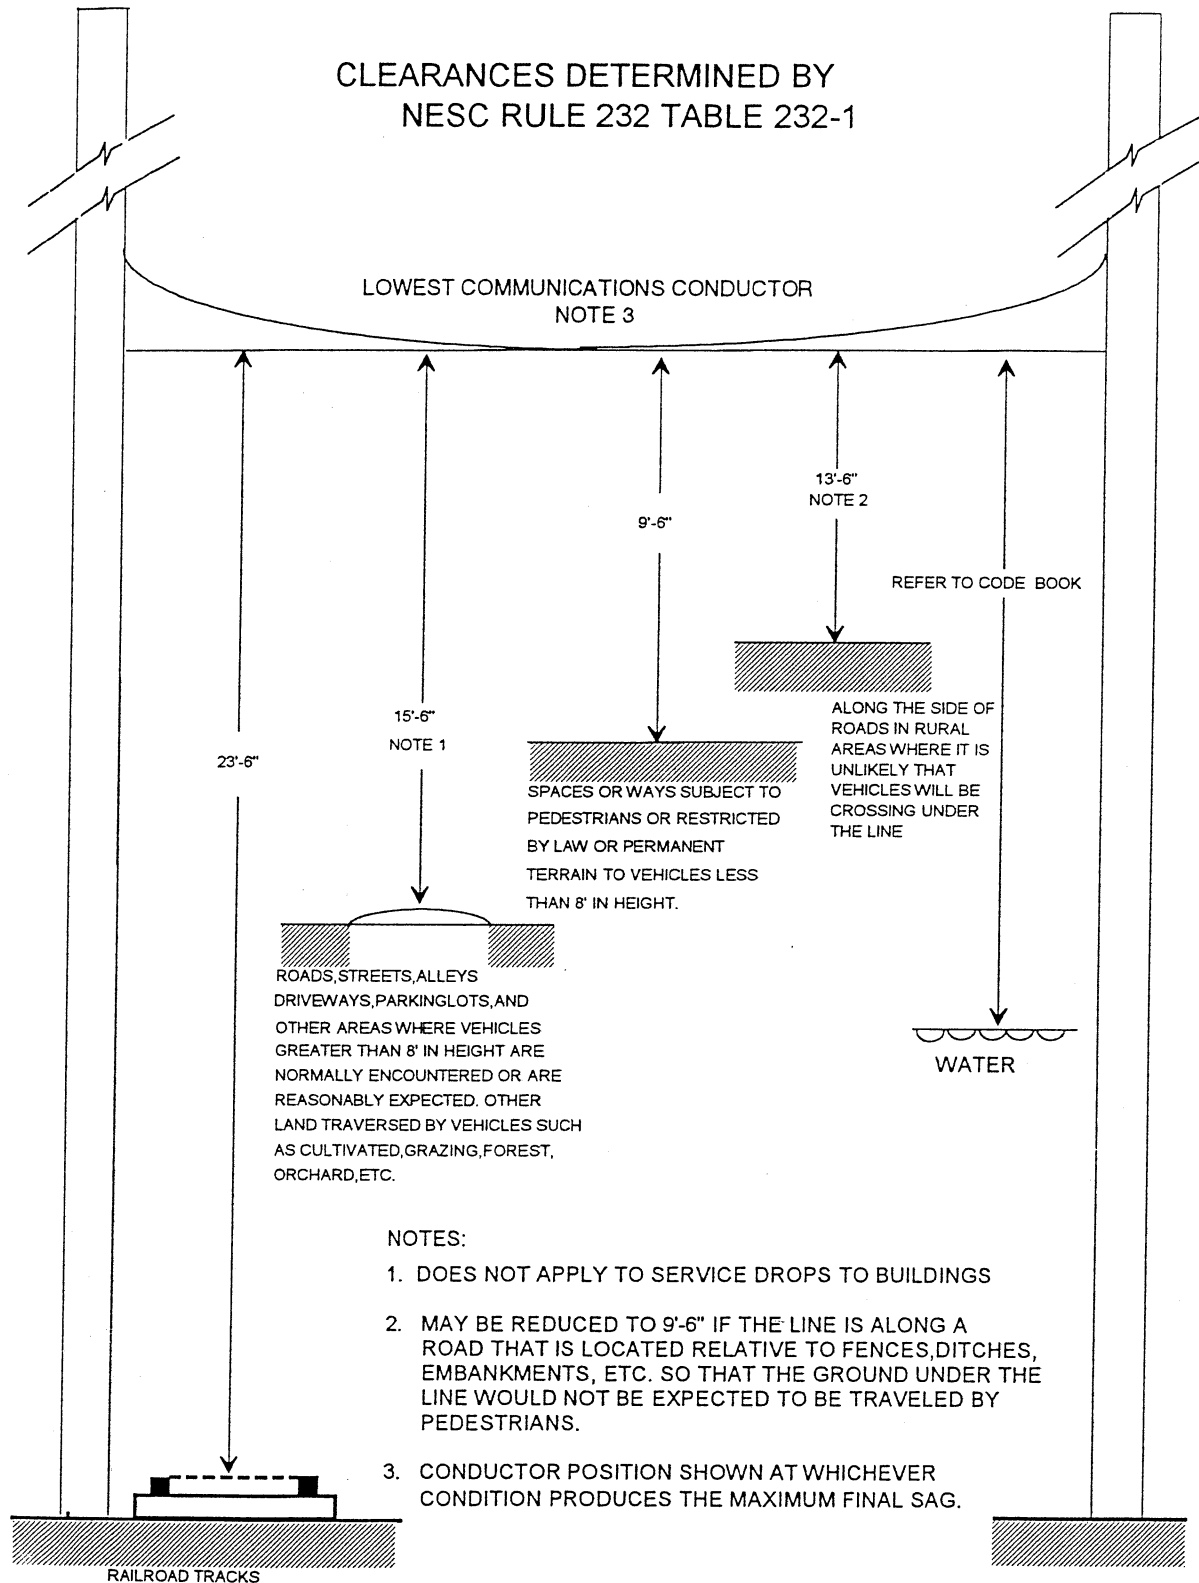 CLEARANCES DETERMINED BY
NESC RULE 232 TABLE 232-1
LOWEST COMMUNICATIONS CONDUCTOR
NOTE 3
13'-6"
NOTE 2
9'-6"
REFER TO CODE BOOK
15'-6"
NOTE 1
23'-6"
ALONG THE SIDE OF
ROADS IN RURAL
AREAS WHERE IT IS
UNLIKELY THAT
VEHICLES WILL BE
CROSSING UNDER
THE LINE
SPACES OR WAYS SUBJECT TO
PEDESTRIANS OR RESTRICTED
BY LAW OR PERMANENT
TERRAIN TO VEHICLES LESS
THAN 8' IN HEIGHT.
ROADS,STREETS,ALLEYS
DRIVEWAYS,PARKINGLOTS,AND
OTHER AREAS WHERE VEHICLES
GREATER THAN 8' IN HEIGHT ARE
NORMALLY ENCOUNTERED OR ARE
REASONABLY EXPECTED. OTHER
LAND TRAVERSED BY VEHICLES SUCH
AS CULTIVATED,GRAZING,FOREST,
ORCHARD,ETC.
WATER
NOTES:
1. DOES NOT APPLY TO SERVICE DROPS TO BUILDINGS
2. MAY BE REDUCED TO 9'-6" IF THE LINE IS ALONG A
ROAD THAT IS LOCATED RELATIVE TO FENCES,DITCHES,
EMBANKMENTS, ETC. SO THAT THE GROUND UNDER THE
LINE WOULD NOT BE EXPECTED TO BE TRAVELED BY
PEDESTRIANS.
3. CONDUCTOR POSITION SHOWN AT WHICHEVER
CONDITION PRODUCES THE MAXIMUM FINAL SAG.
RAILROAD TRACKS